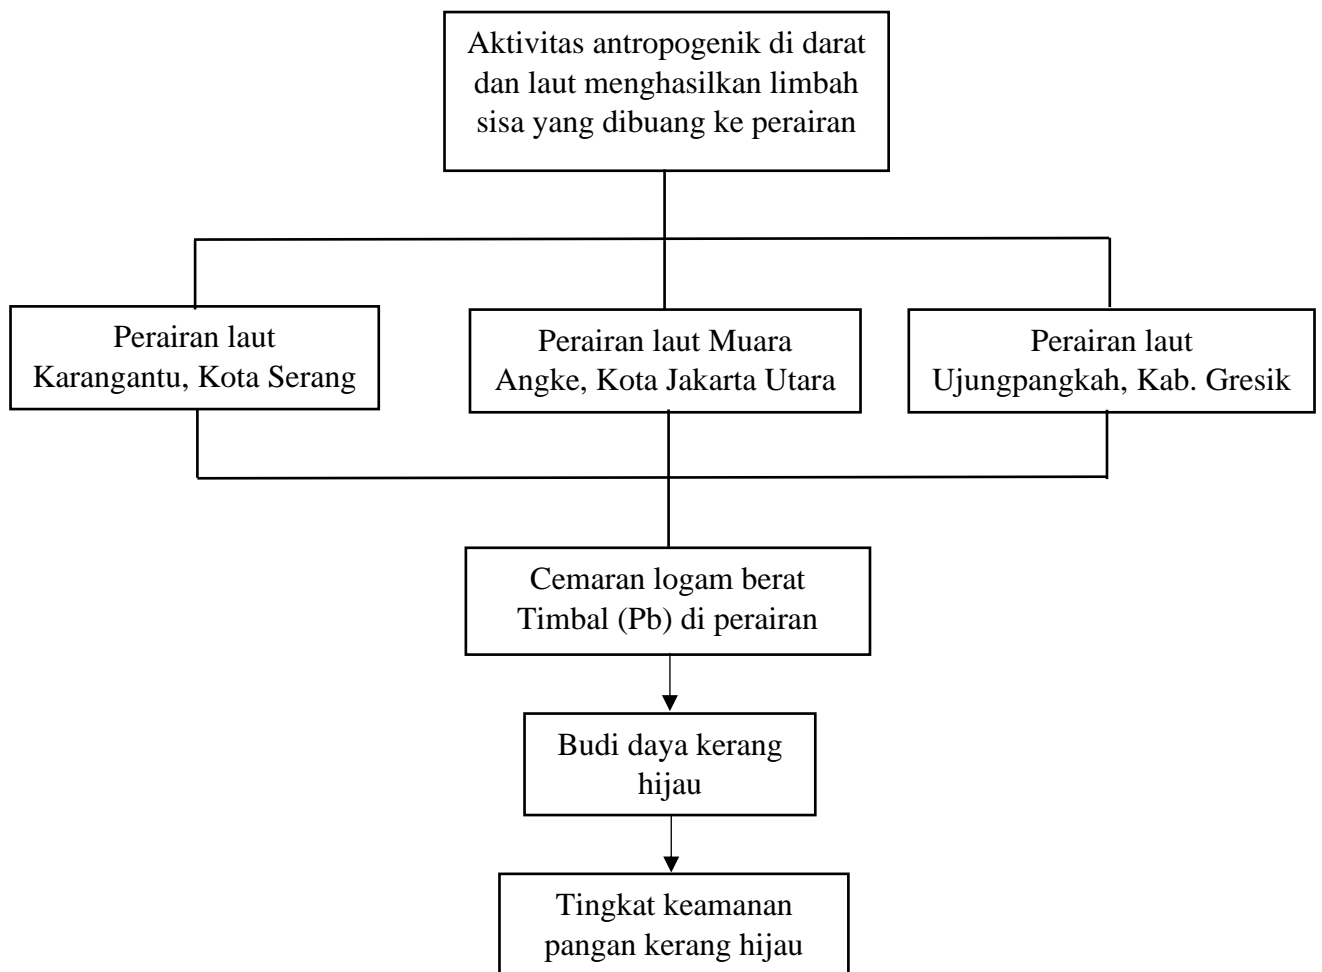 Aktivitas antropogenik di darat
dan laut menghasilkan limbah
sisa yang dibuang ke perairan
Perairan laut
Karangantu, Kota Serang
Perairan laut Muara
Angke, Kota Jakarta Utara
Perairan laut
Ujungpangkah, Kab. Gresik
Cemaran logam berat
Timbal (Pb) di perairan
Budi daya kerang
hijau
Tingkat keamanan
pangan kerang hijau